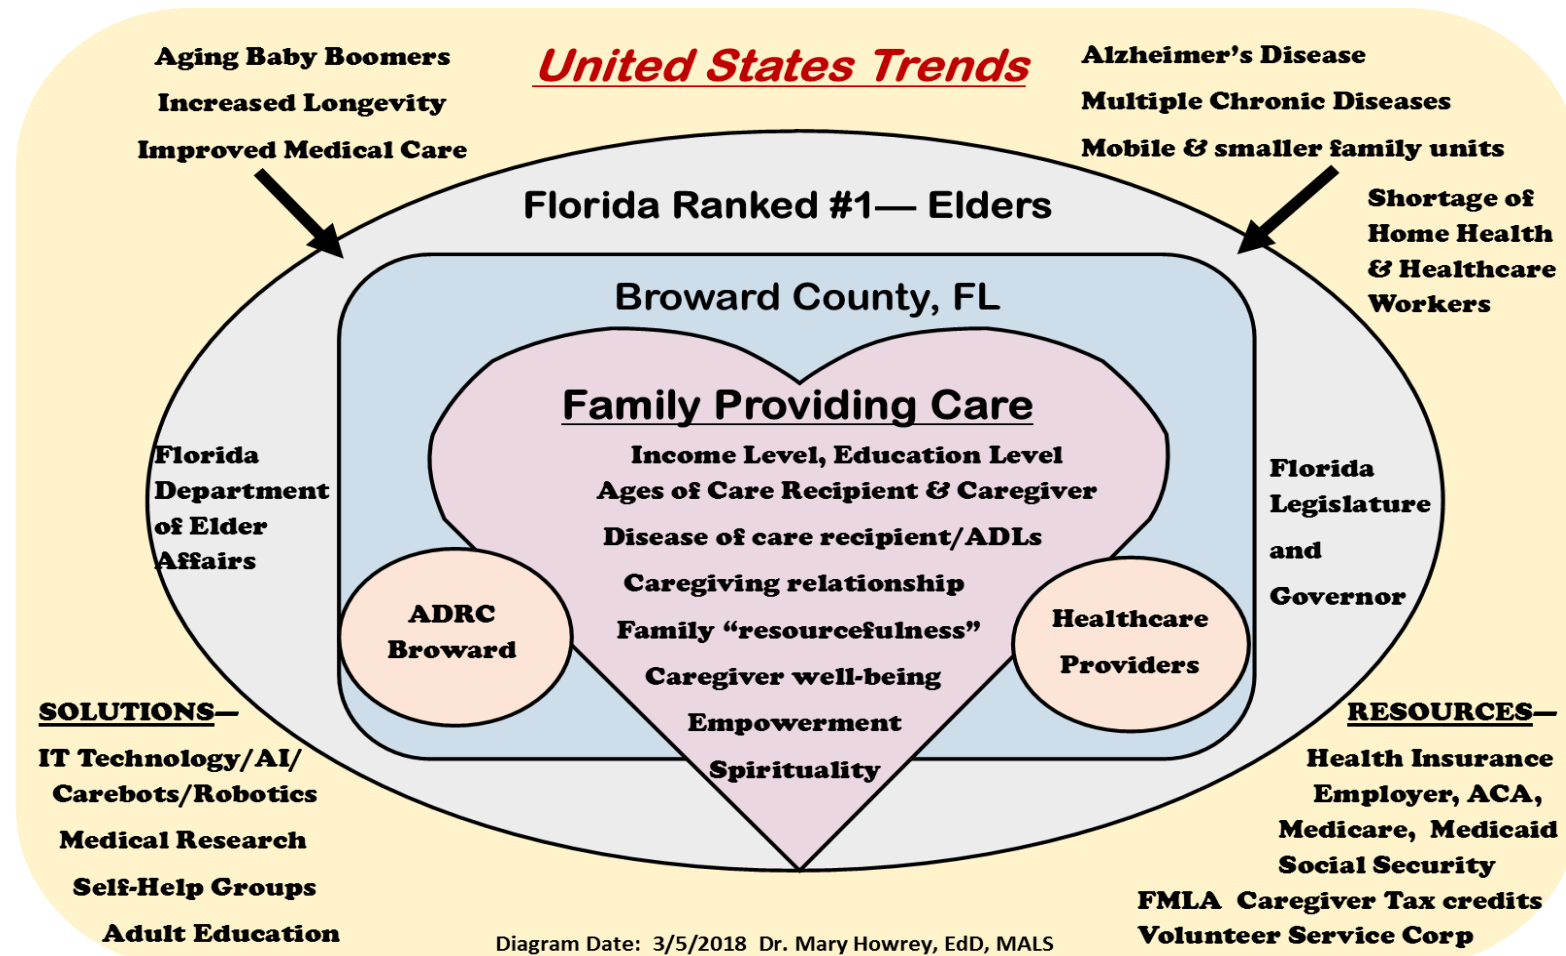 United States Trends
Aging Baby Boomers
Increased Longevity
Improved Medical Care
Alzheimer’s Disease
Multiple Chronic Diseases
Mobile & smaller family units
Shortage of
Home Health
& Healthcare
Workers
Florida Ranked #1— Elders
Broward County, FL
Family Providing Care
Income Level, Education Level
Ages of Care Recipient & Caregiver
Disease of care recipient/ADLs
Caregiving relationship
Family “resourcefulness”
Caregiver well-being
Empowerment
Spirituality
Florida
Department
of Elder
Affairs
Florida
Legislature
and
Governor
ADRC
Broward
Healthcare
Providers
SOLUTIONS—
IT Technology/AI/
Carebots/Robotics
Medical Research
Self-Help Groups
Adult Education
RESOURCES—
Health Insurance
Employer, ACA,
Medicare, Medicaid
Social Security
FMLA Caregiver Tax credits
Volunteer Service Corp
Diagram Date: 3/5/2018 Dr. Mary Howrey, EdD, MALS